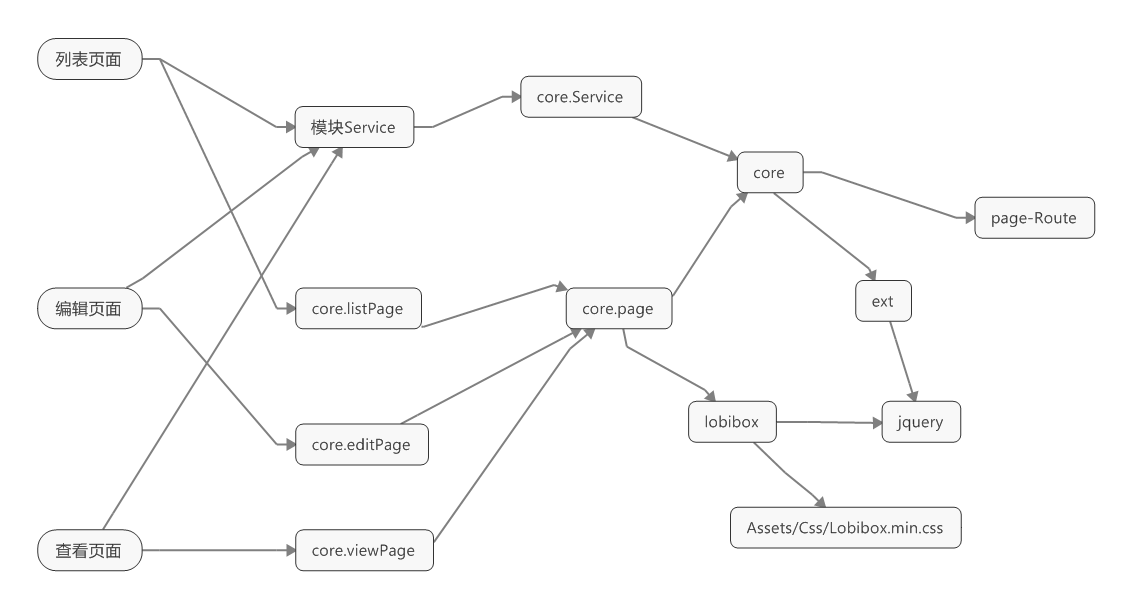 列表页面
core.Service
模块Service
core
page-Route
编辑页面
core.listPage
core.page
ext
lobibox
jquery
core.editPage
Assets/Css/Lobibox.min.css
查看页面
core.viewPage